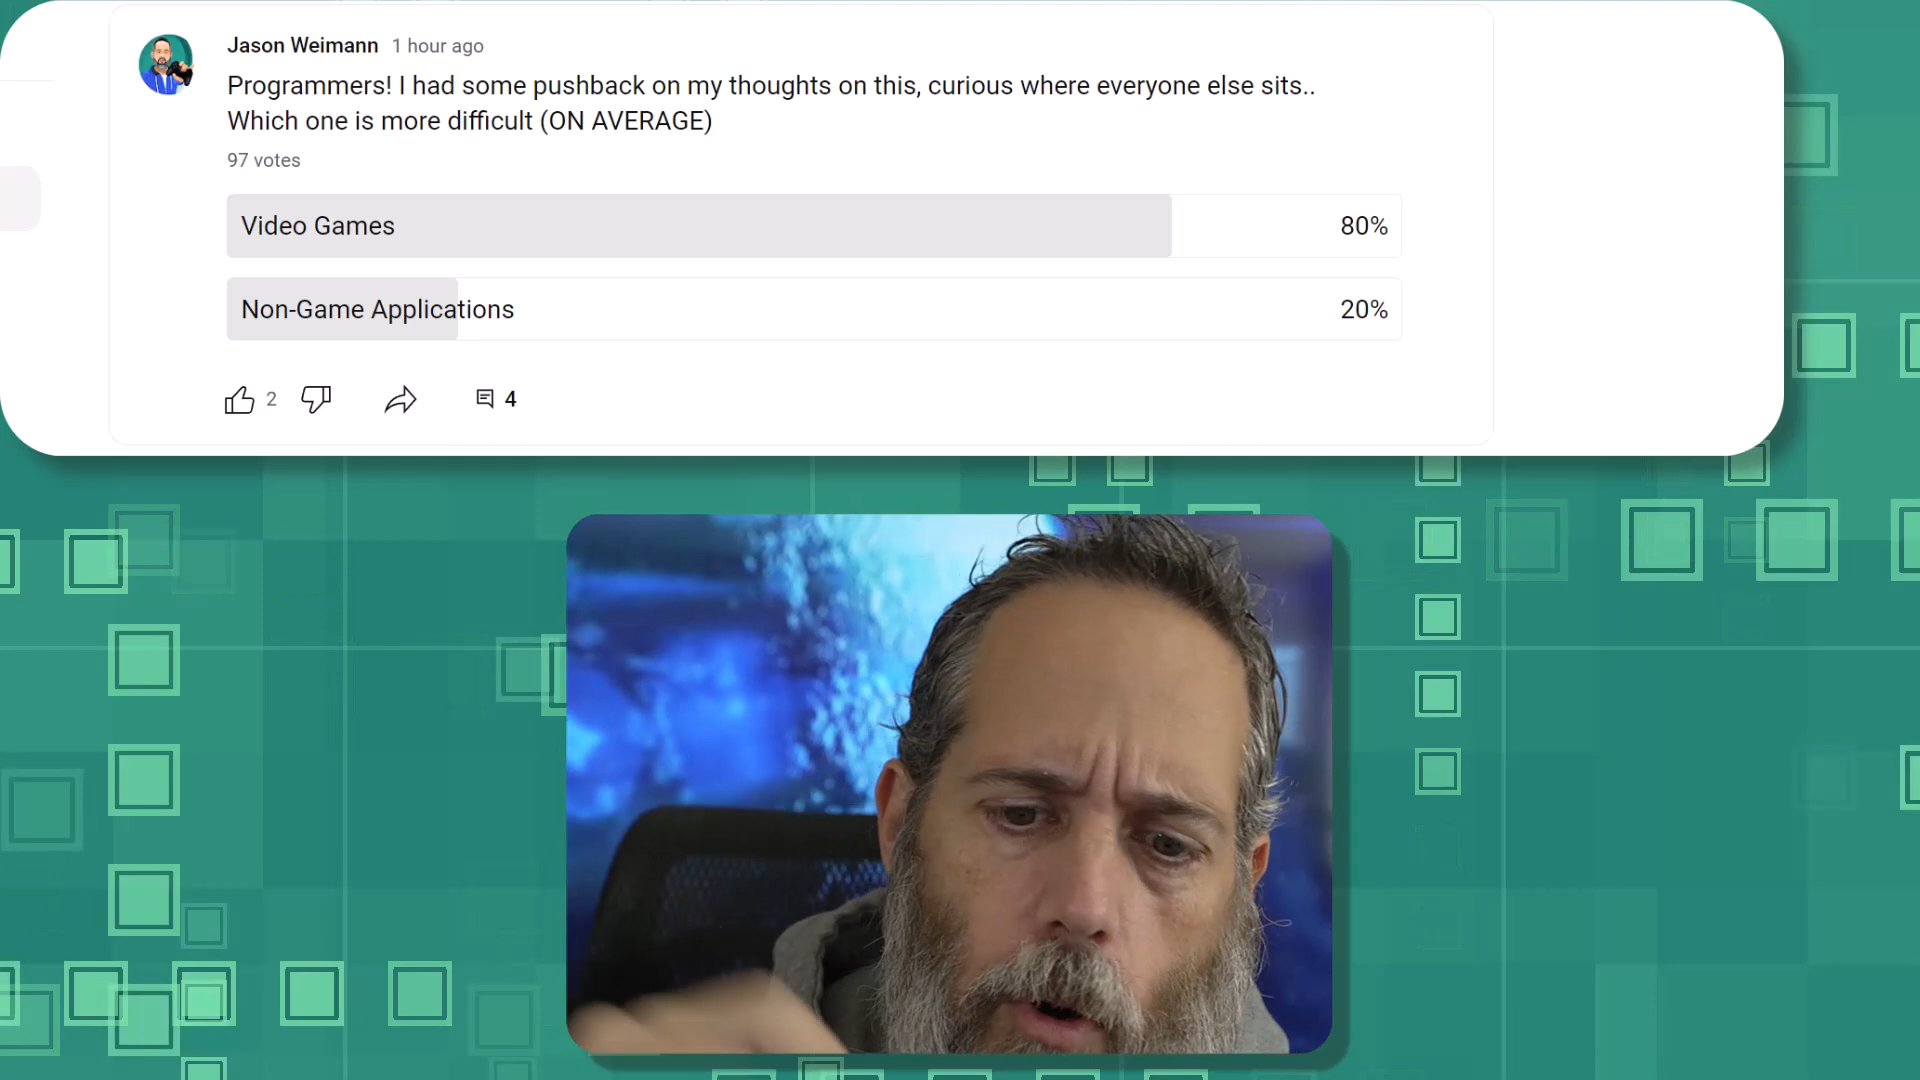 Jason Weimann 1 hour ago
Programmers! I had some pushback on my thoughts on this, curious where everyone else sits..
Which one is more difficult (ON AVERAGE)
97 votes
Video Games 80%
Non-Game Applications 20%
2 4